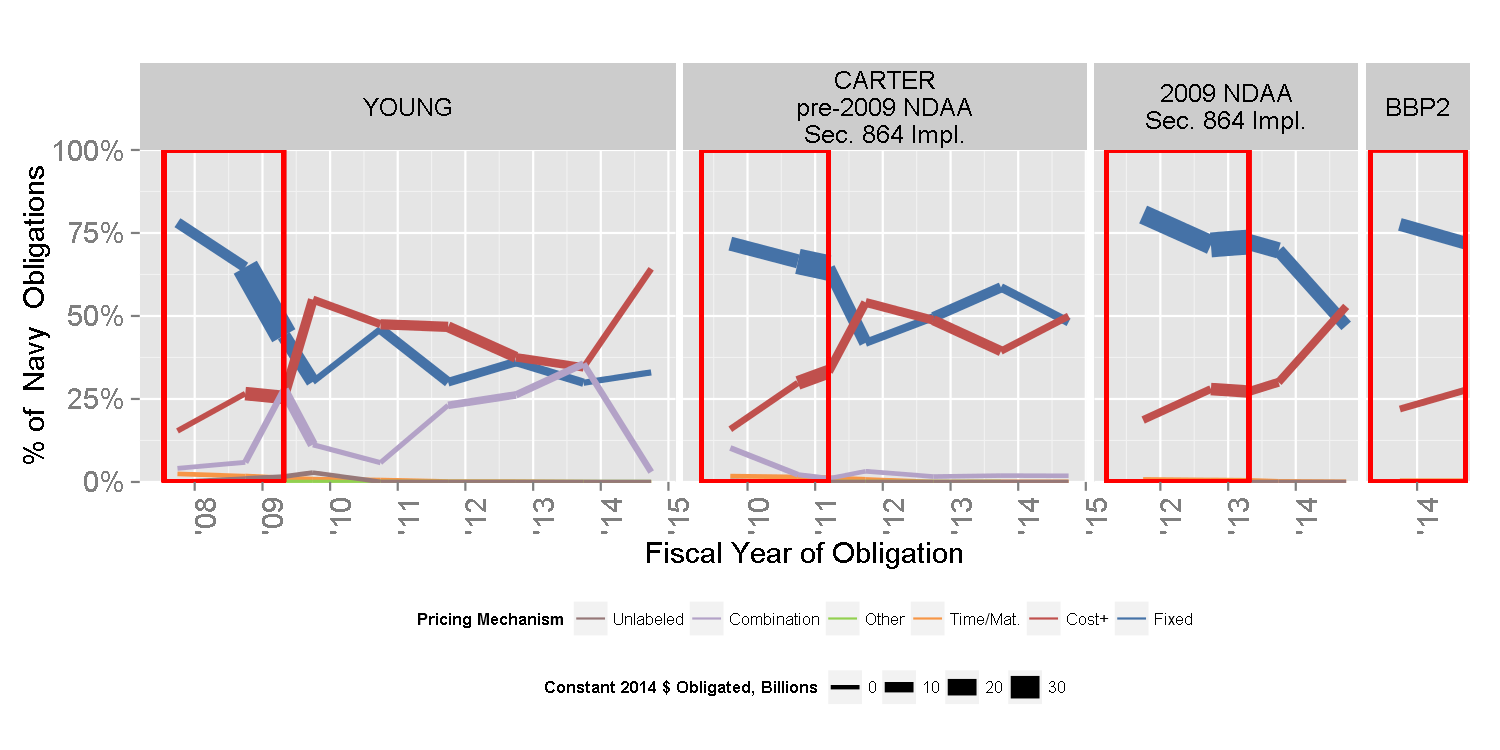 YOUNG
CARTER
pre-2009 NDAA
Sec. 864 Impl.
2009 NDAA
Sec. 864 Impl.
BBP2
% of Navy Obligations
100%
75%
50%
25%
0%
'08
'09
'10
'11
'12
'13
'14
'15
'10
'11
'12
'13
'14
'15
'12
'13
'14
'14
Fiscal Year of Obligation
Pricing Mechanism Unlabeled Combination Other Time/Mat. Cost+ Fixed
Constant 2014 $ Obligated, Billions 0 10 20 30